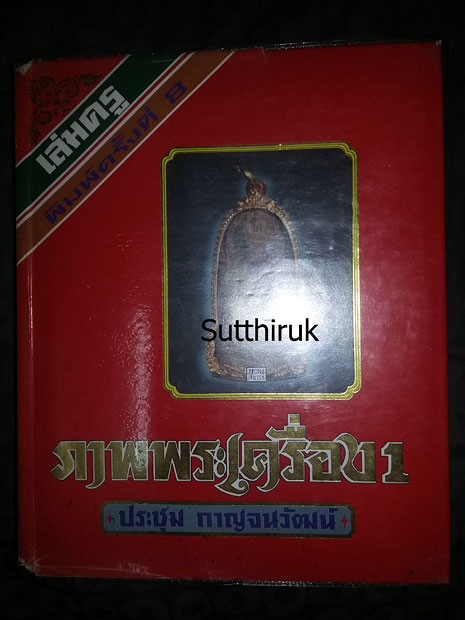 เล่มครู
พิมพ์ครั้งที่ 8
Sutthiruk
ภาพพระเครื่อง 1
ประชุม กาญจนวัฒน์